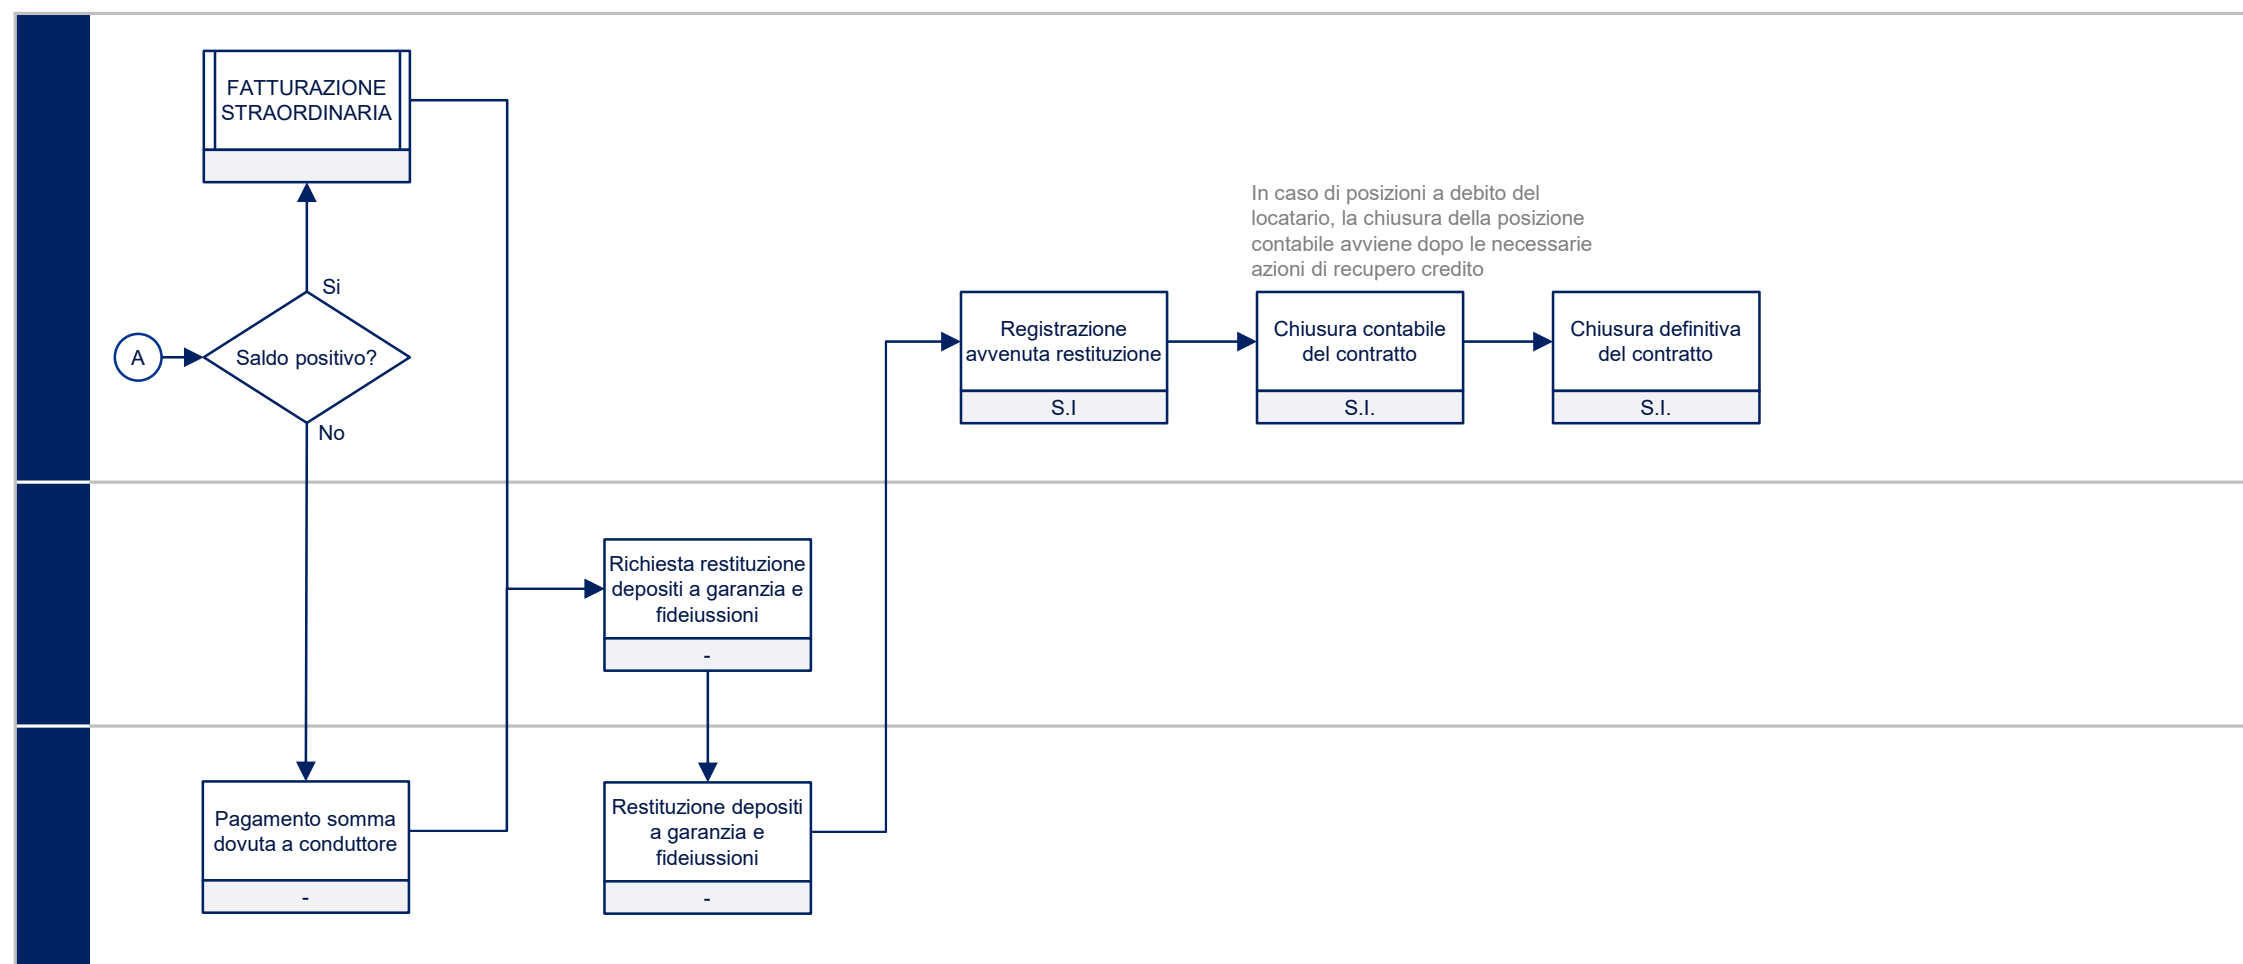 FATTURAZIONE
STRAORDINARIA
In caso di posizioni a debito del
locatario, la chiusura della posizione
contabile avviene dopo le necessarie
azioni di recupero credito
Si
A
Saldo positivo?
No
Registrazione
avvenuta restituzione
S.I
Chiusura contabile
del contratto
S.I.
Chiusura definitiva
del contratto
S.I.
Richiesta restituzione
depositi a garanzia e
fideiussioni
-
Pagamento somma
dovuta a conduttore
-
Restituzione depositi
a garanzia e
fideiussioni
-